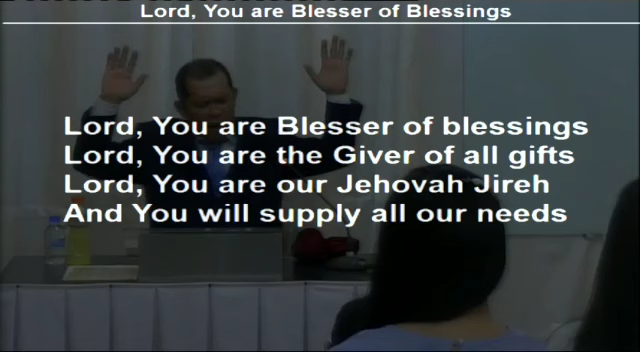 Lord, You are Blesser of Blessings
Lord, You are Blesser of blessings
Lord, You are the Giver of all gifts
Lord, You are our Jehovah Jireh
And You will supply all our needs